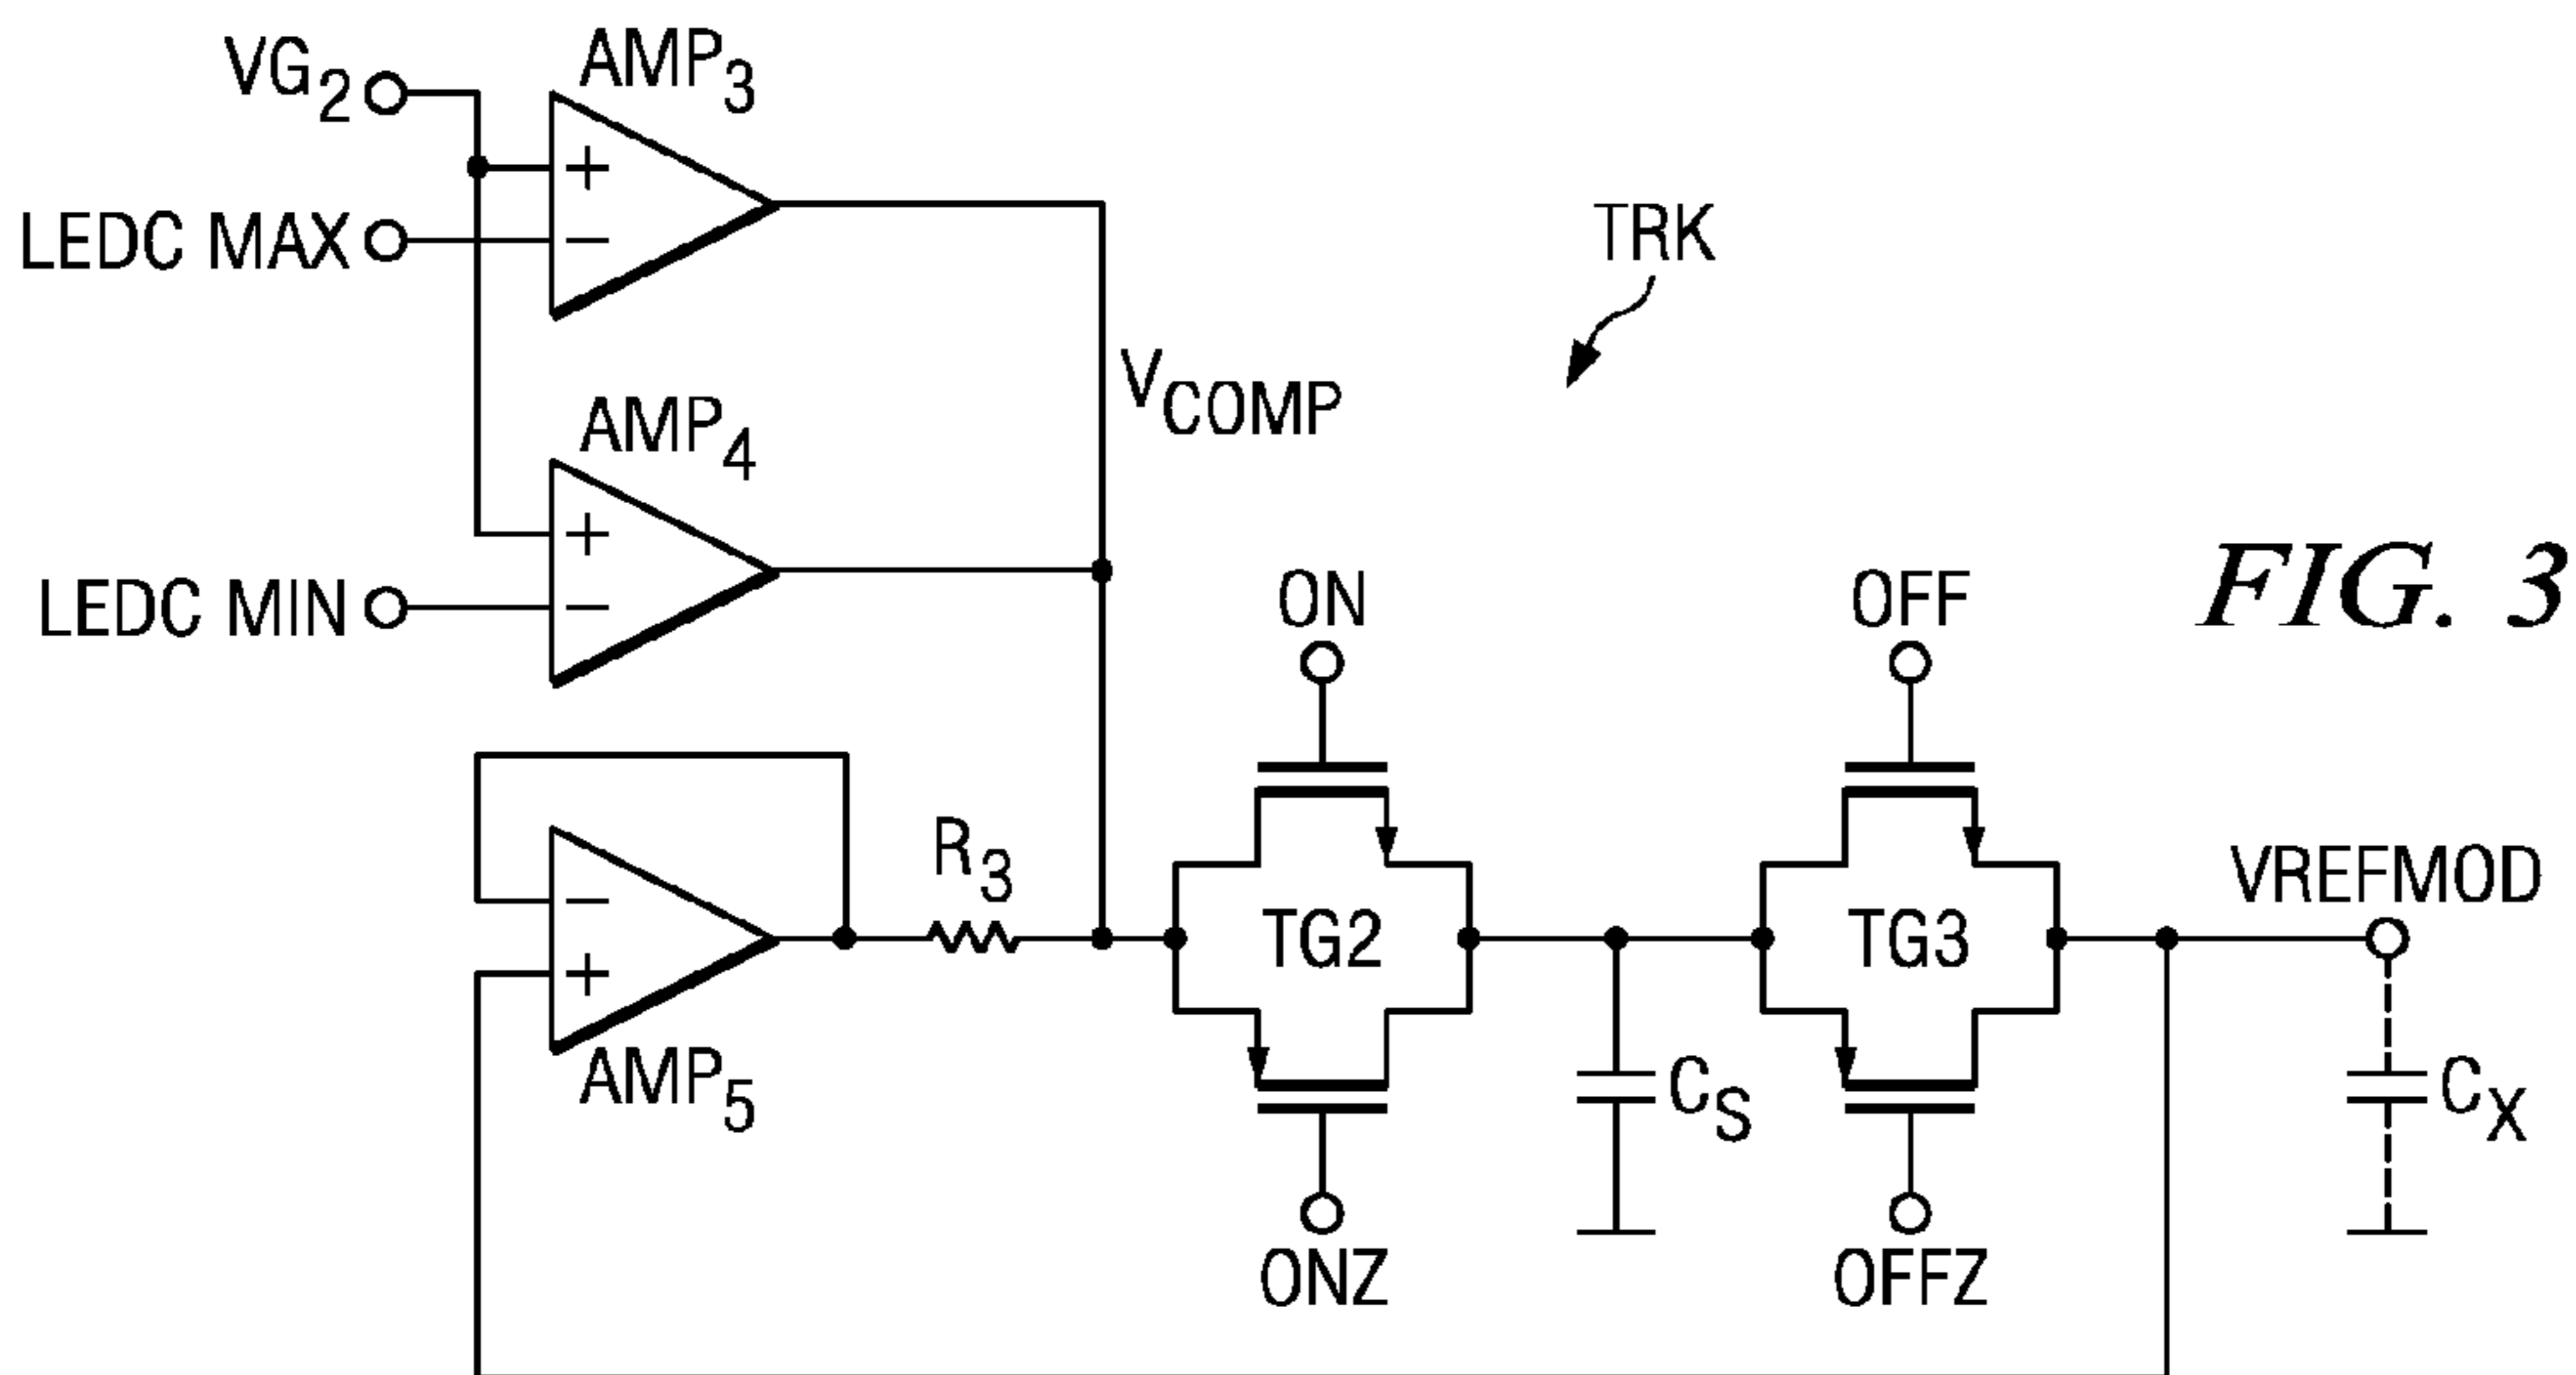 VG2
AMP3
+
LEDC MAX
−
TRK
VCOMP
AMP4
+
LEDC MIN
−
ON
OFF
FIG. 3
R3
−
+
AMP5
TG2
TG3
VREFMOD
CS
CX
ONZ
OFFZ